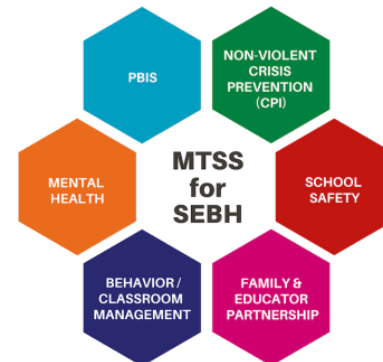 PBIS
NON-VIOLENT
CRISIS
PREVENTION
(CPI)
MENTAL
HEALTH
MTSS
for
SEBH
SCHOOL
SAFETY
BEHAVIOR /
CLASSROOM
MANAGEMENT
FAMILY &
EDUCATOR
PARTNERSHIP